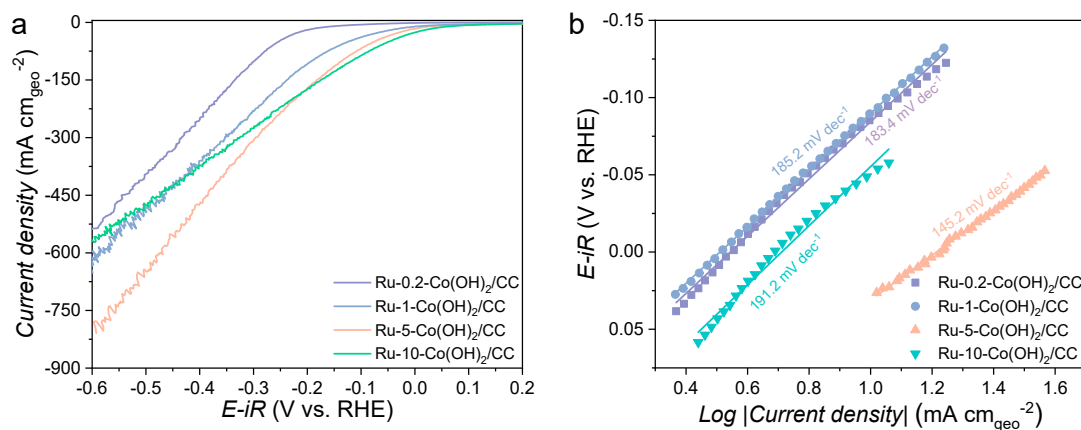 a
0
-150
-300
-450
-600
-750
-900
Current density (mA cm_geo^-2)
-0.6 -0.5 -0.4 -0.3 -0.2 -0.1 0.0 0.1 0.2
E-iR (V vs. RHE)
Ru-0.2-Co(OH)₂/CC
Ru-1-Co(OH)₂/CC
Ru-5-Co(OH)₂/CC
Ru-10-Co(OH)₂/CC
b
-0.15
-0.10
-0.05
0.00
0.05
E-iR (V vs. RHE)
185.2 mV dec⁻¹
183.4 mV dec⁻¹
191.2 mV dec⁻¹
145.2 mV dec⁻¹
Ru-0.2-Co(OH)₂/CC
Ru-1-Co(OH)₂/CC
Ru-5-Co(OH)₂/CC
Ru-10-Co(OH)₂/CC
0.4 0.6 0.8 1.0 1.2 1.4 1.6
Log |Current density| (mA cm_geo^-2)